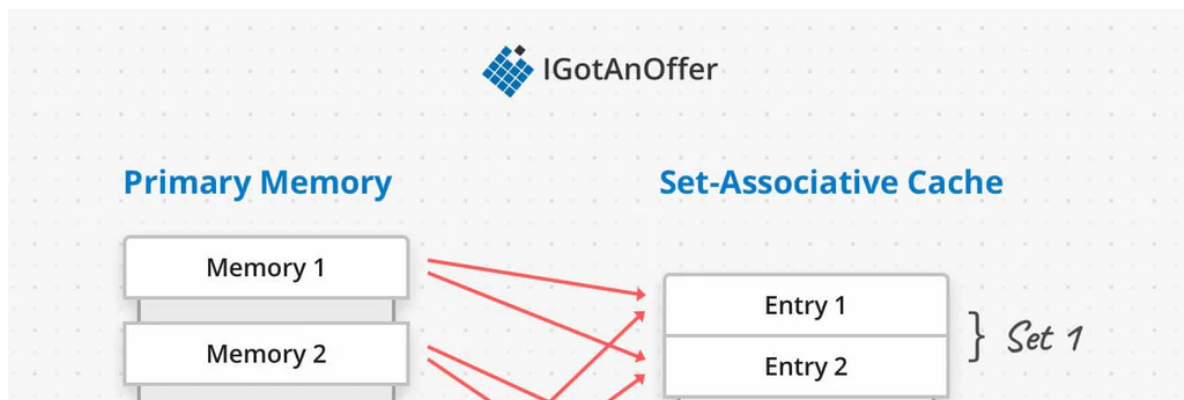 IGotAnOffer
Primary Memory
Set-Associative Cache
Memory 1
Entry 1
} Set 1
Memory 2
Entry 2